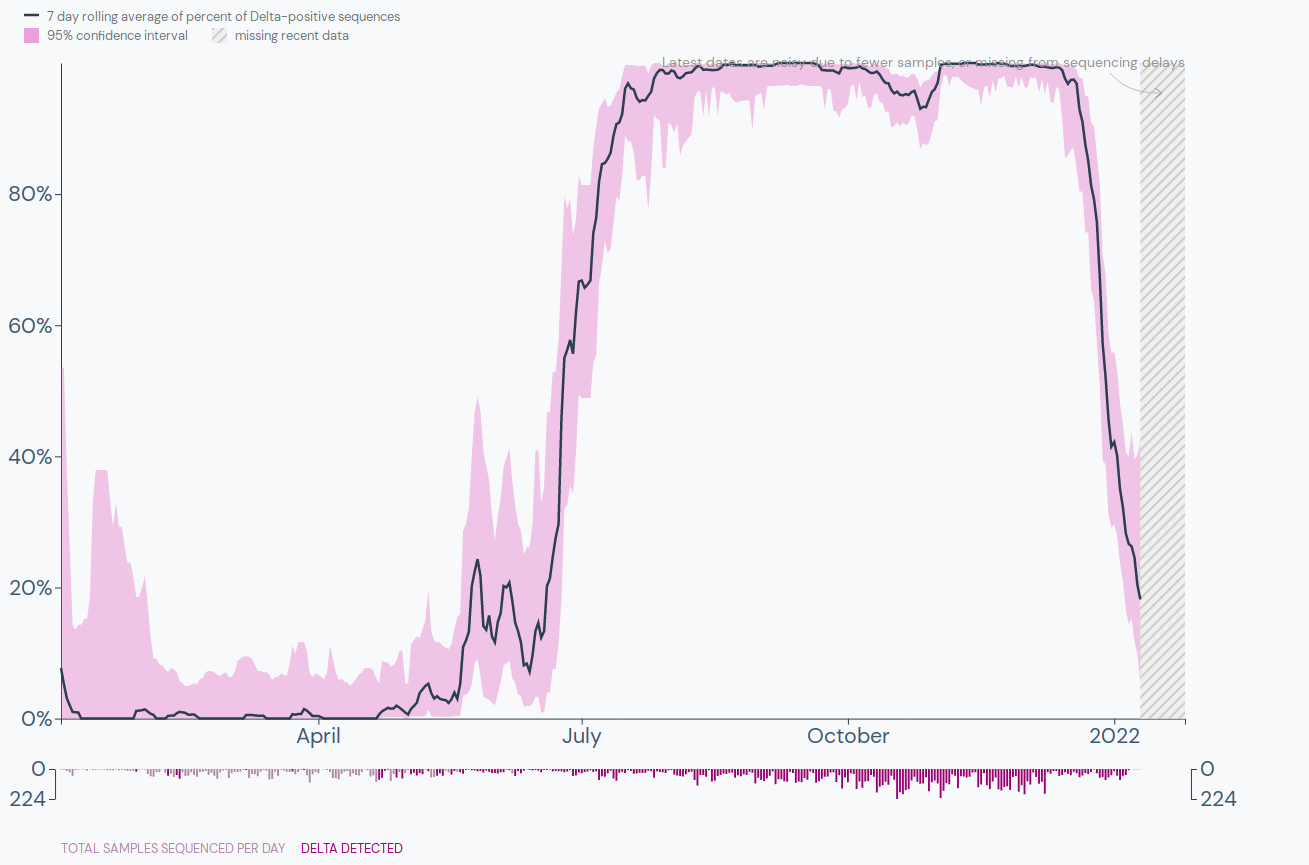 7 day rolling average of percent of Delta-positive sequences
95% confidence interval missing recent data
Latest dates are noisy due to fewer samples, or missing from sequencing delays
80%
60%
40%
20%
0%
April July October 2022
0 0
224 224
TOTAL SAMPLES SEQUENCED PER DAY DELTA DETECTED